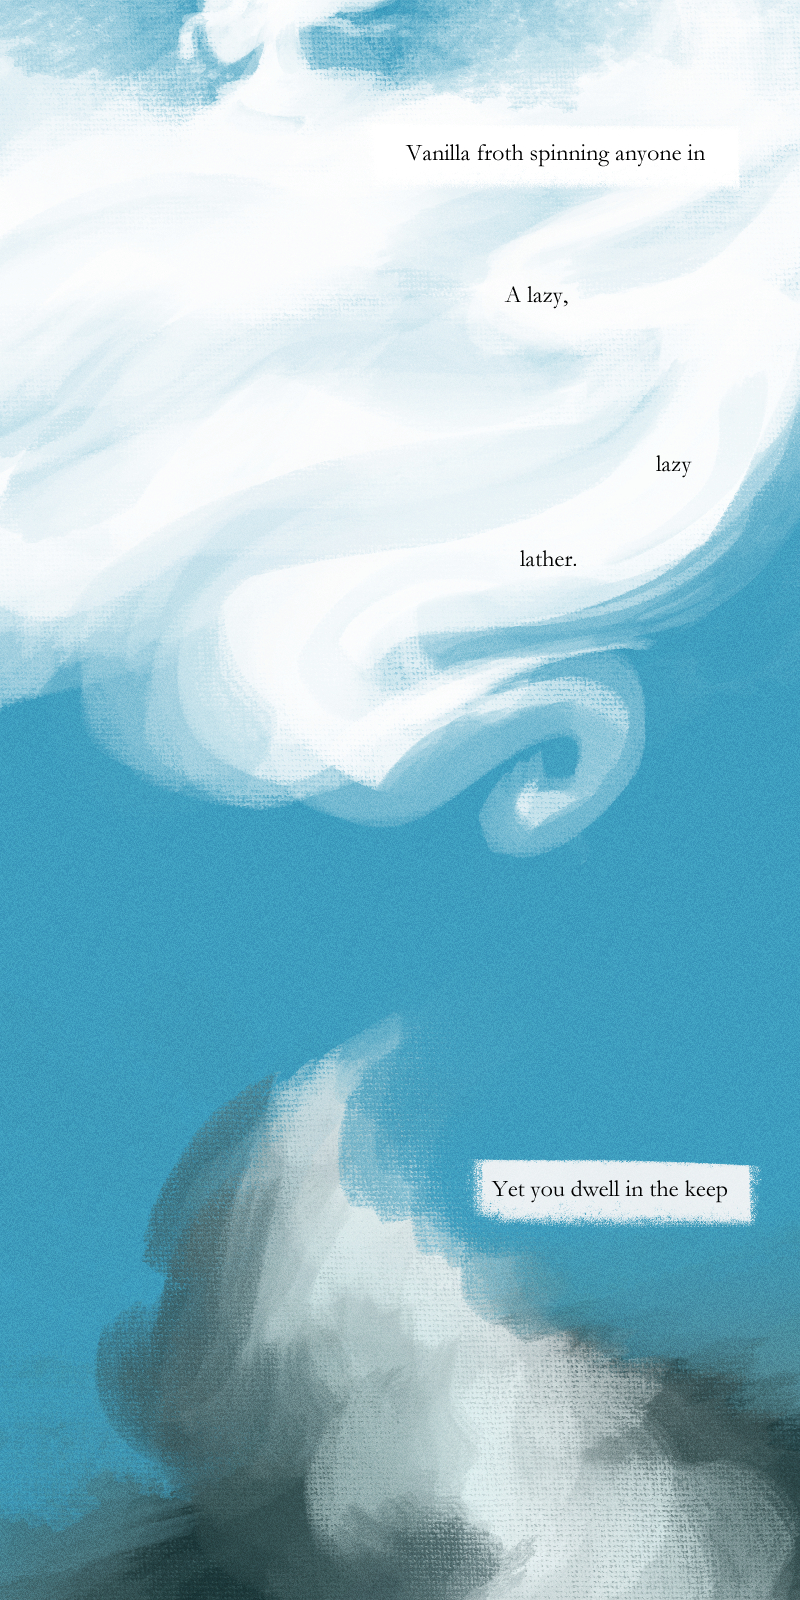 Vanilla froth spinning anyone in
A lazy,
lazy
lather.
Yet you dwell in the keep